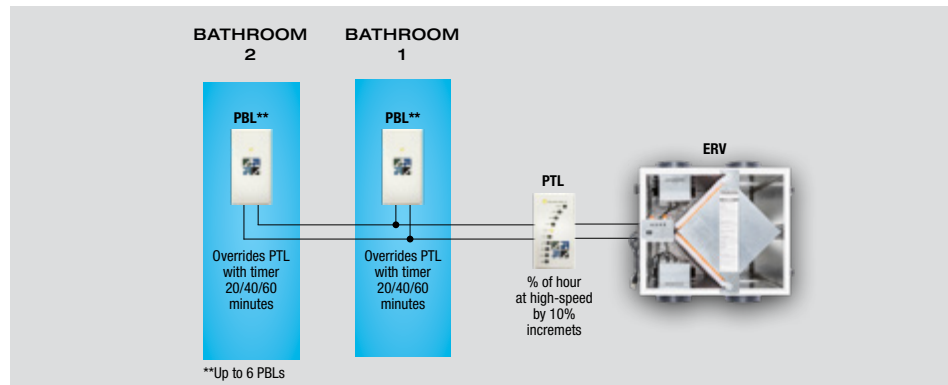 BATHROOM
2
BATHROOM
1
PBL**
PBL**
PTL
ERV
Overrides PTL
with timer
20/40/60
minutes
Overrides PTL
with timer
20/40/60
minutes
% of hour
at high-speed
by 10%
incremets
**Up to 6 PBLs